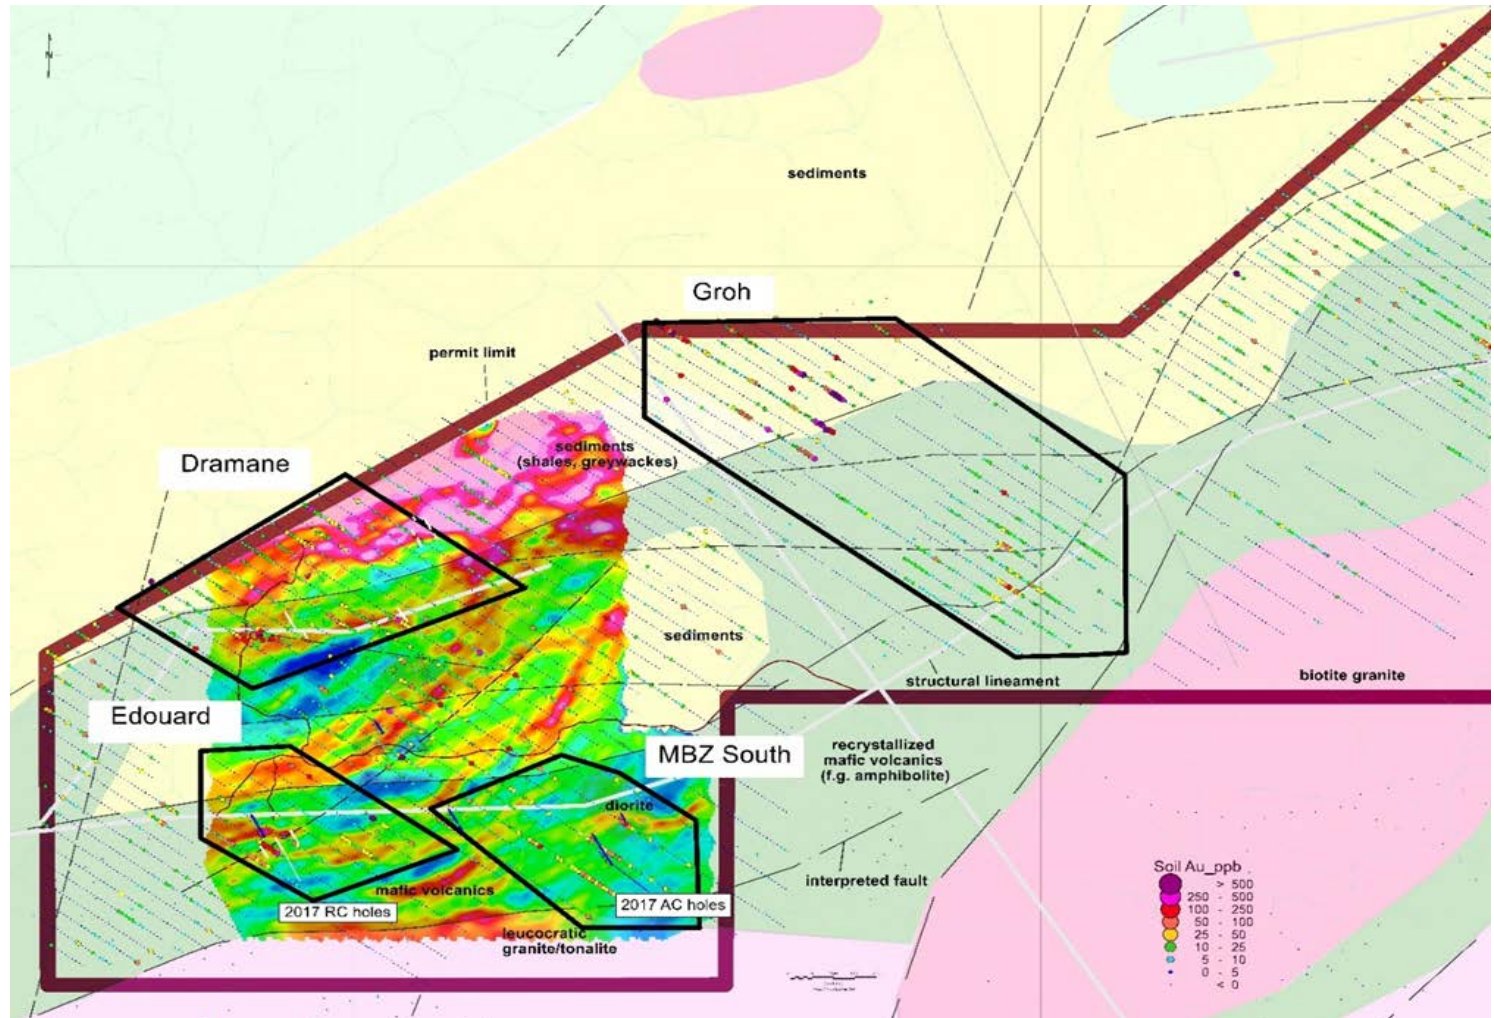 N
sediments
Groh
permit limit
sediments
(shales, greywackes)
Dramane
sediments
structural lineament
biotite granite
Edouard
MBZ South
recrystallized
mafic volcanics
(f.g. amphibolite)
diorite
interpreted fault
mafic volcanics
2017 RC holes
2017 AC holes
leucocratic
granite/tonalite
Soil Au_ppb
> 500
250 - 500
100 - 250
50 - 100
25 - 50
10 - 25
5 - 10
0 - 5
< 0